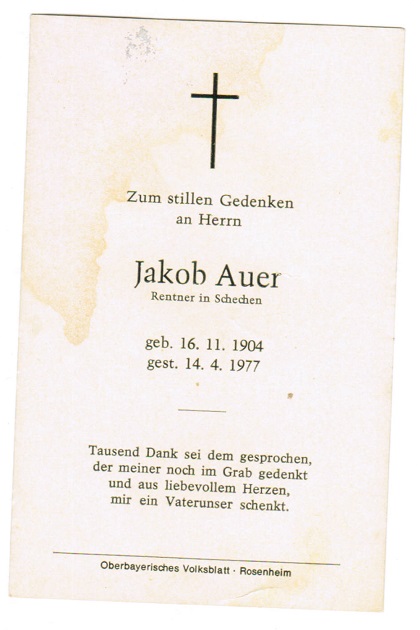 Zum stillen Gedenken
an Herrn
Jakob Auer
Rentner in Schechen
geb. 16. 11. 1904
gest. 14. 4. 1977
Tausend Dank sei dem gesprochen,
der meiner noch im Grab gedenkt
und aus liebevollem Herzen,
mir ein Vaterunser schenkt.
Oberbayerisches Volksblatt · Rosenheim